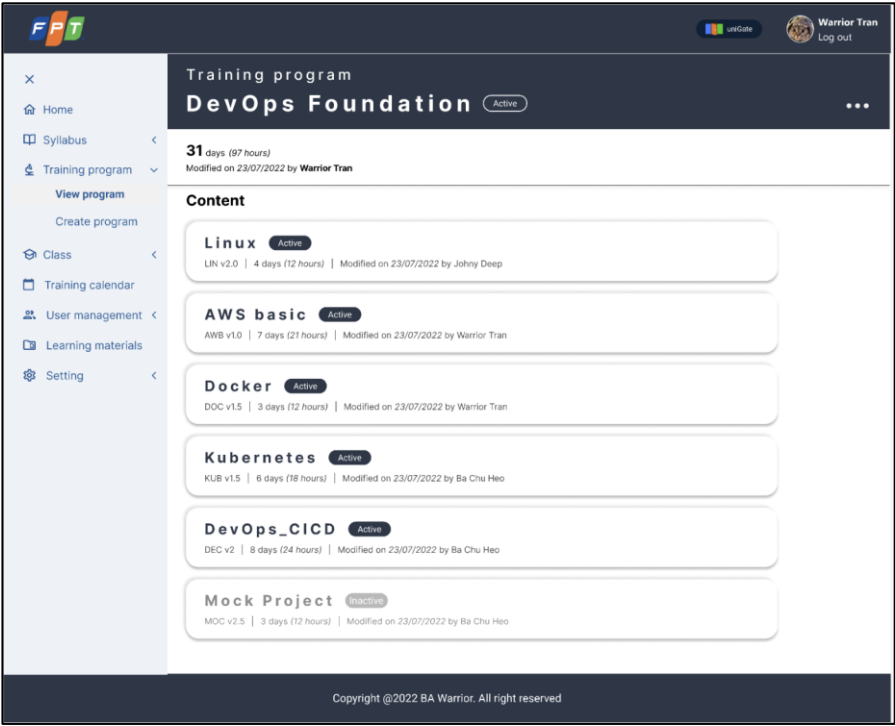 FPT
uniGate
Warrior Tran
Log out
Home
Syllabus
Training program
View program
Create program
Class
Training calendar
User management
Learning materials
Setting
Training program
DevOps Foundation Active
31 days (97 hours)
Modified on 23/07/2022 by Warrior Tran
Content
Linux Active
LIN v2.0 | 4 days (12 hours) | Modified on 23/07/2022 by Johny Deep
AWS basic Active
AWB v1.0 | 7 days (21 hours) | Modified on 23/07/2022 by Warrior Tran
Docker Active
DOC v1.5 | 3 days (12 hours) | Modified on 23/07/2022 by Warrior Tran
Kubernetes Active
KUB v1.5 | 6 days (18 hours) | Modified on 23/07/2022 by Ba Chu Heo
DevOps_CICD Active
DEC v2 | 8 days (24 hours) | Modified on 23/07/2022 by Ba Chu Heo
Mock Project Inactive
MOC v2.5 | 3 days (12 hours) | Modified on 23/07/2022 by Ba Chu Heo
Copyright @2022 BA Warrior. All right reserved